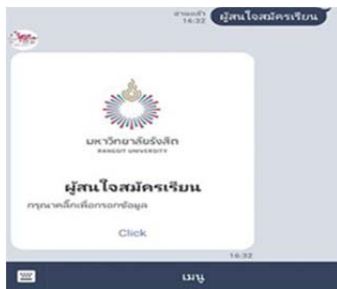 อ่านแล้ว
16:32
ผู้สนใจสมัครเรียน
มหาวิทยาลัยรังสิต
RANGSIT UNIVERSITY
ผู้สนใจสมัครเรียน
กรุณาคลิ๊กเพื่อกรอกข้อมูล
Click
16:32
เมนู